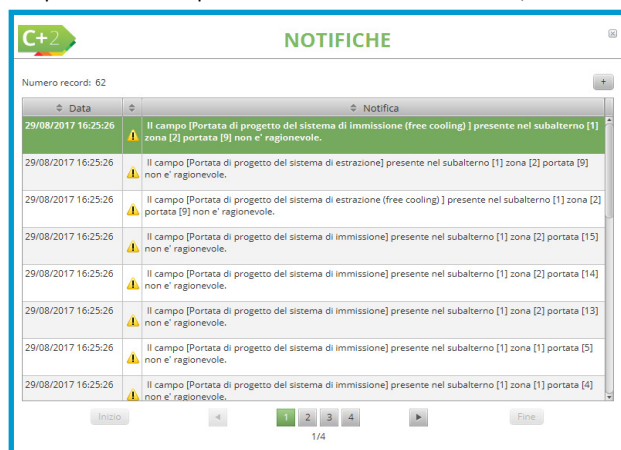 C+2
NOTIFICHE
Numero record: 62
+
Data
Notifica
29/08/2017 16:25:26
Il campo [Portata di progetto del sistema di immissione (free cooling) ] presente nel subalterno [1]
zona [2] portata [9] non e' ragionevole.
29/08/2017 16:25:26
Il campo [Portata di progetto del sistema di estrazione] presente nel subalterno [1] zona [2] portata [9]
non e' ragionevole.
29/08/2017 16:25:26
Il campo [Portata di progetto del sistema di estrazione (free cooling) ] presente nel subalterno [1] zona [2]
portata [9] non e' ragionevole.
29/08/2017 16:25:26
Il campo [Portata di progetto del sistema di immissione] presente nel subalterno [1] zona [2] portata [15]
non e' ragionevole.
29/08/2017 16:25:26
Il campo [Portata di progetto del sistema di immissione] presente nel subalterno [1] zona [2] portata [14]
non e' ragionevole.
29/08/2017 16:25:26
Il campo [Portata di progetto del sistema di immissione] presente nel subalterno [1] zona [2] portata [13]
non e' ragionevole.
29/08/2017 16:25:26
Il campo [Portata di progetto del sistema di immissione] presente nel subalterno [1] zona [1] portata [5]
non e' ragionevole.
29/08/2017 16:25:26
Il campo [Portata di progetto del sistema di immissione] presente nel subalterno [1] zona [1] portata [4]
non e' ragionevole.
Inizio
1 2 3 4
Fine
1/4